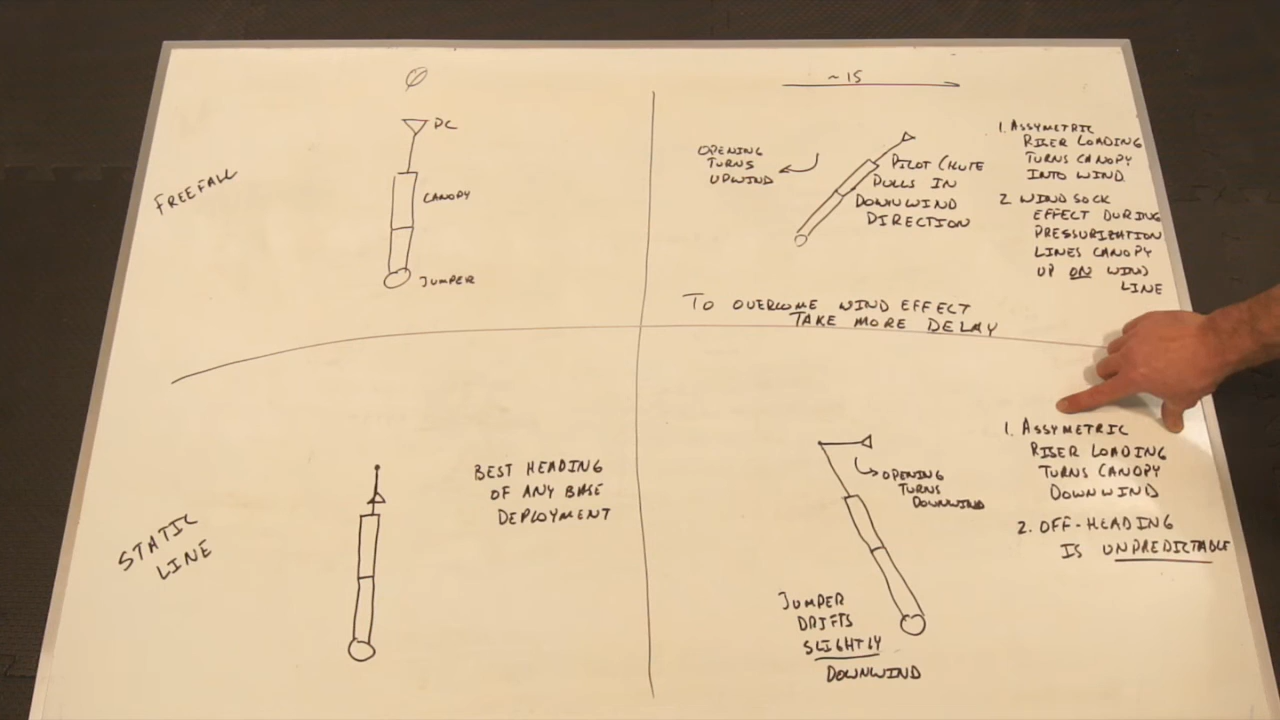 Ø
PC
FREEFALL
CANOPY
JUMPER
~15
OPENING
TURNS
UPWIND
PILOT CHUTE
PULLS IN
DOWNWIND
DIRECTION
1. ASSYMETRIC
RISER LOADING
TURNS CANOPY
INTO WIND
2. WIND SOCK
EFFECT DURING
PRESSURIZATION
LINES CANOPY
UP ON WIND
LINE
TO OVERCOME WIND EFFECT
TAKE MORE DELAY
STATIC
LINE
BEST HEADING
OF ANY BASE
DEPLOYMENT
OPENING
TURNS
DOWNWIND
JUMPER
DRIFTS
SLIGHTLY
DOWNWIND
1. ASSYMETRIC
RISER LOADING
TURNS CANOPY
DOWNWIND
2. OFF-HEADING
IS UNPREDICTABLE